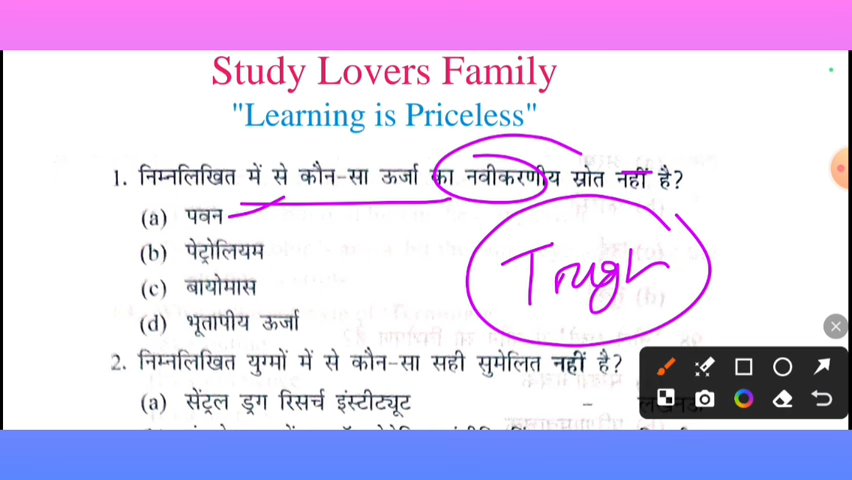 Study Lovers Family
"Learning is Priceless"
1. निम्नलिखित में से कौन-सा ऊर्जा का नवीकरणीय स्रोत नहीं है?
(a) पवन
(b) पेट्रोलियम
(c) बायोमास
(d) भूतापीय ऊर्जा
2. निम्नलिखित युग्मों में से कौन-सा सही सुमेलित नहीं है?
(a) सेंट्रल ड्रग रिसर्च इंस्टीट्यूट –